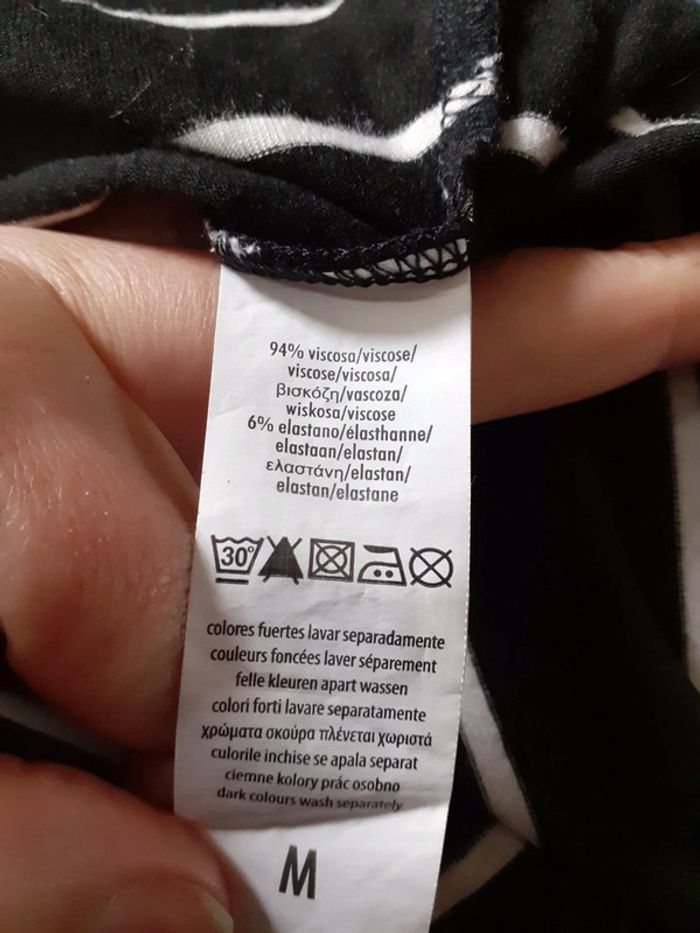 94% viscosa/viscose/
viscose/viscosa/
βισκόζη/vascoza/
wiskosa/viscose
6% elastano/élasthanne/
elastaan/elastan/
ελαστάνη/elastan/
elastan/elastane
30°
colores fuertes lavar separadamente
couleurs foncées laver séparement
felle kleuren apart wassen
colori forti lavare separatamente
χρώματα σκούρα πλένεται χωριστά
culorile inchise se apala separat
ciemne kolory prác osobno
dark colours wash separately
M